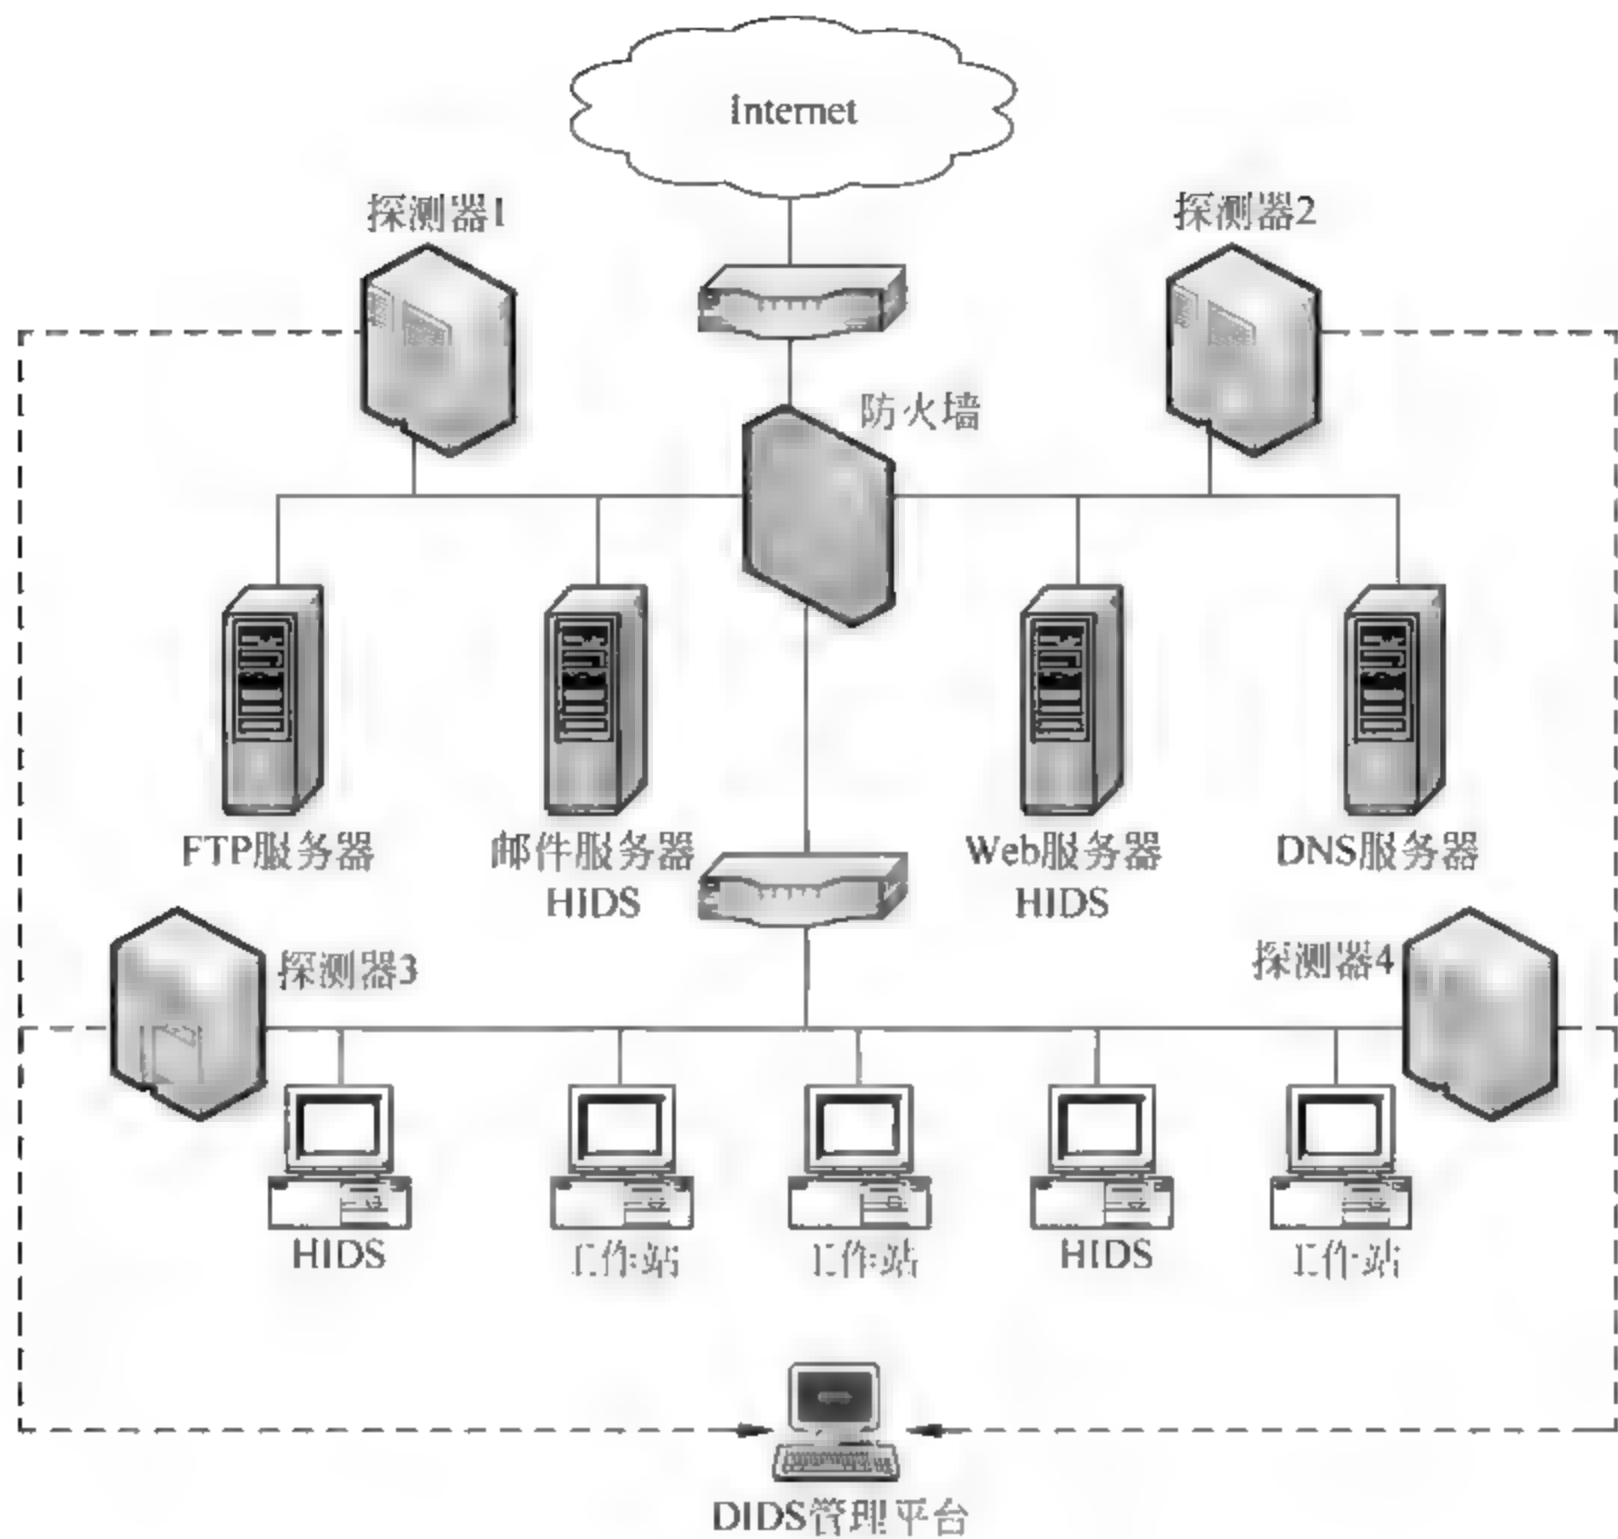 Internet
探测器1
探测器2
防火墙
FTP服务器
邮件服务器
HIDS
Web服务器
HIDS
DNS服务器
探测器3
探测器4
HIDS
工作站
工作站
HIDS
工作站
DIDS管理平台